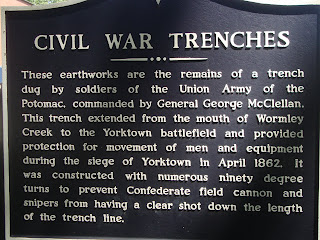 CIVIL WAR TRENCHES
These earthworks are the remains of a trench
dug by soldiers of the Union Army of the
Potomac, commanded by General George McClellan.
This trench extended from the mouth of Wormley
Creek to the Yorktown battlefield and provided
protection for movement of men and equipment
during the siege of Yorktown in April 1862. It
was constructed with numerous ninety degree
turns to prevent Confederate field cannon and
snipers from having a clear shot down the length
of the trench line.